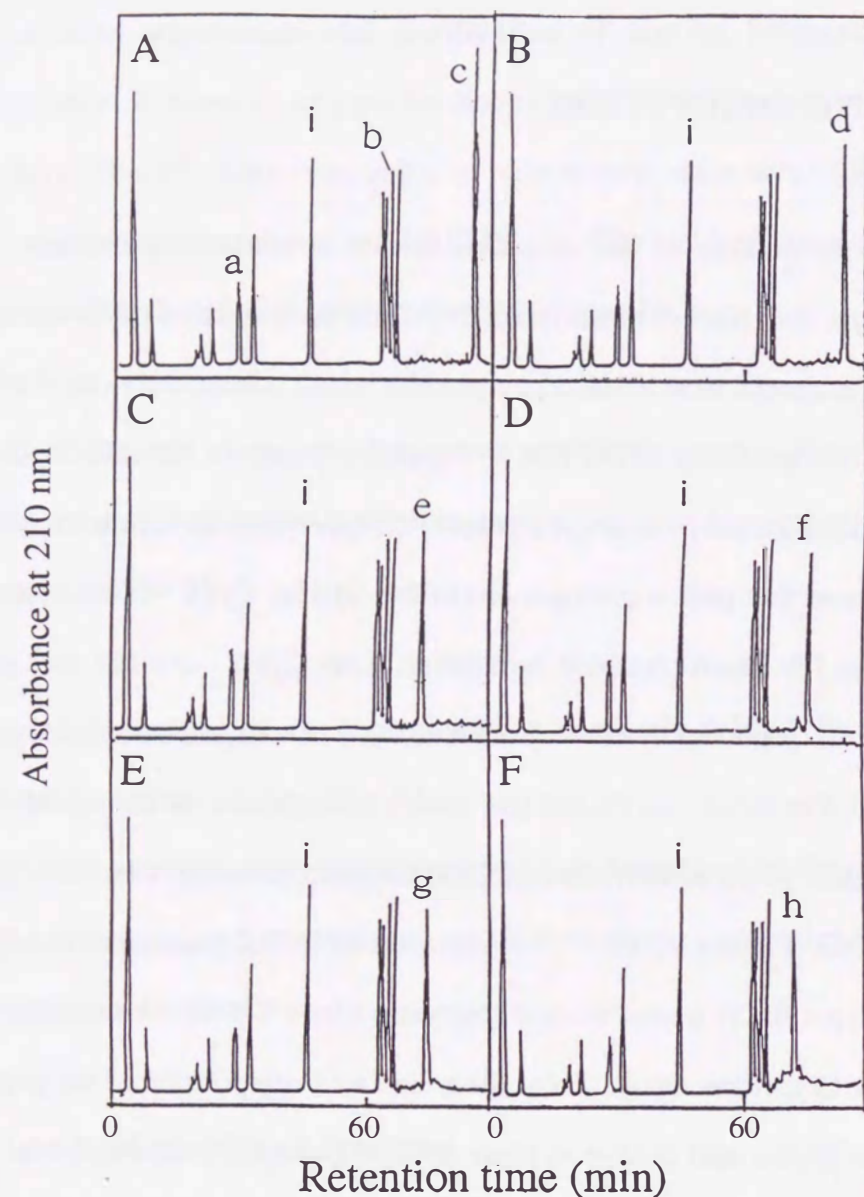 A B
c
i i b d
a
C D
i e i f
E F
i g i h
Absorbance at 210 nm
0 60 0 60
Retention time (min)